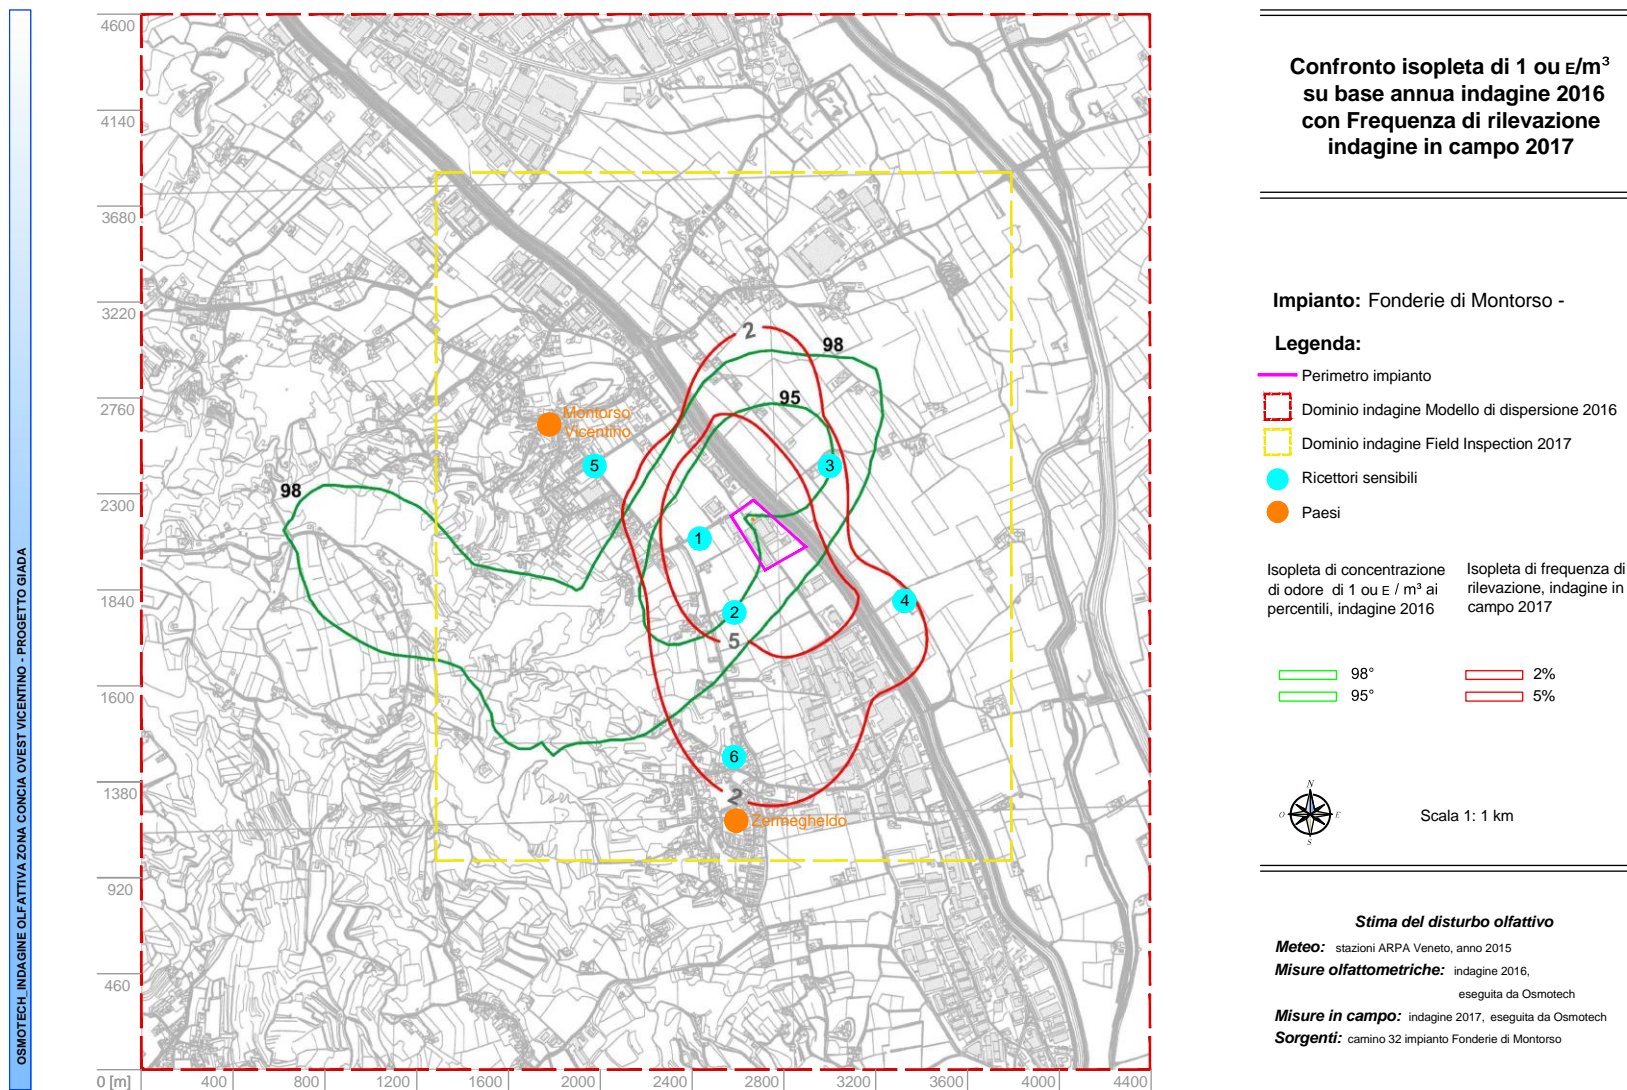 OSMOTECH_INDAGINE OLFATTIVA ZONA CONCIA OVEST VICENTINO - PROGETTO GIADA
4600
4140
3680
3220
2760
2300
1840
1600
1380
920
460
0 [m]
400
800
1200
1600
2000
2400
2800
3200
3600
4000
4400
2
98
95
Montorso
Vicentino
5
3
98
1
4
2
5
6
2
Zermegheldo
Confronto isopleta di 1 ou E/m³
su base annua indagine 2016
con Frequenza di rilevazione
indagine in campo 2017
Impianto: Fonderie di Montorso -
Legenda:
Perimetro impianto
Dominio indagine Modello di dispersione 2016
Dominio indagine Field Inspection 2017
Ricettori sensibili
Paesi
Isopleta di concentrazione
di odore di 1 ou E / m³ ai
percentili, indagine 2016
Isopleta di frequenza di
rilevazione, indagine in
campo 2017
98° 2%
95° 5%
N
O E
S
Scala 1: 1 km
Stima del disturbo olfattivo
Meteo: stazioni ARPA Veneto, anno 2015
Misure olfattometriche: indagine 2016,
eseguita da Osmotech
Misure in campo: indagine 2017, eseguita da Osmotech
Sorgenti: camino 32 impianto Fonderie di Montorso